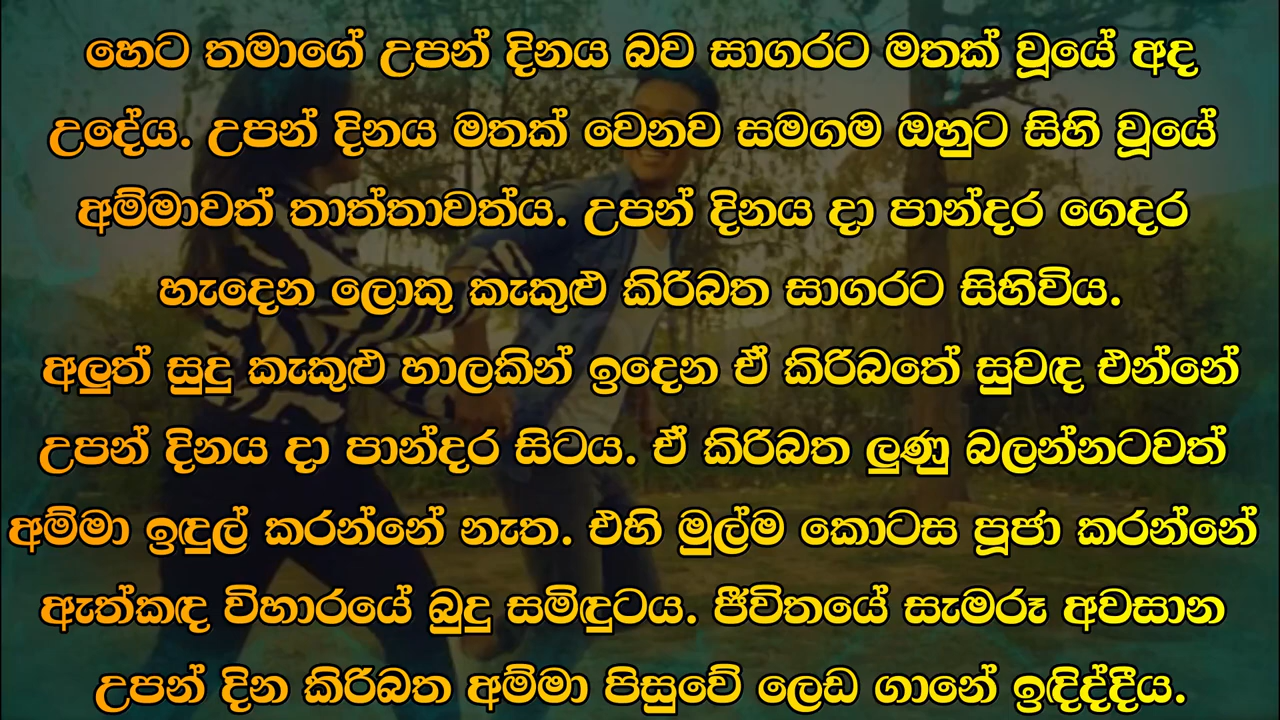 හෙට තමාගේ උපන් දිනය බව සාගරට මතක් වූයේ අද
උදේය. උපන් දිනය මතක් වෙනව සමගම ඔහුට සිහි වූයේ
අම්මාවත් තාත්තාවත්ය. උපන් දිනය දා පාන්දර ගෙදර
හැදෙන ලොකු කැකුළු කිරිබත සාගරට සිහිවිය.
අලුත් සුදු කැකුළු හාලකින් ඉදෙන ඒ කිරිබතේ සුවඳ එන්නේ
උපන් දිනය දා පාන්දර සිටය. ඒ කිරිබත ලුණු බලන්නටවත්
අම්මා ඉඳුල් කරන්නේ නැත. එහි මුල්ම කොටස පූජා කරන්නේ
ඇත්කඳ විහාරයේ බුදු සමිඳුටය. ජීවිතයේ සැමරූ අවසාන
උපන් දින කිරිබත අම්මා පිසුවේ ලෙඩ ගානේ ඉඳිද්දීය.